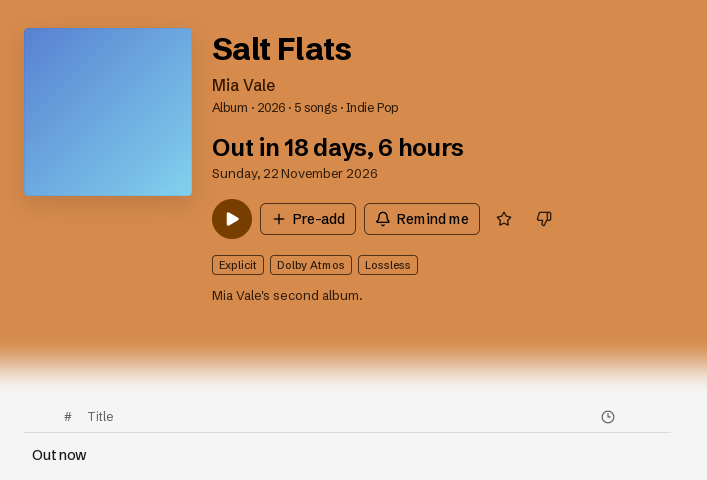 Salt Flats
Mia Vale
Album · 2026 · 5 songs · Indie Pop
Out in 18 days, 6 hours
Sunday, 22 November 2026
Pre-add
Remind me
Explicit
Dolby Atmos
Lossless
Mia Vale's second album.
# Title
Out now